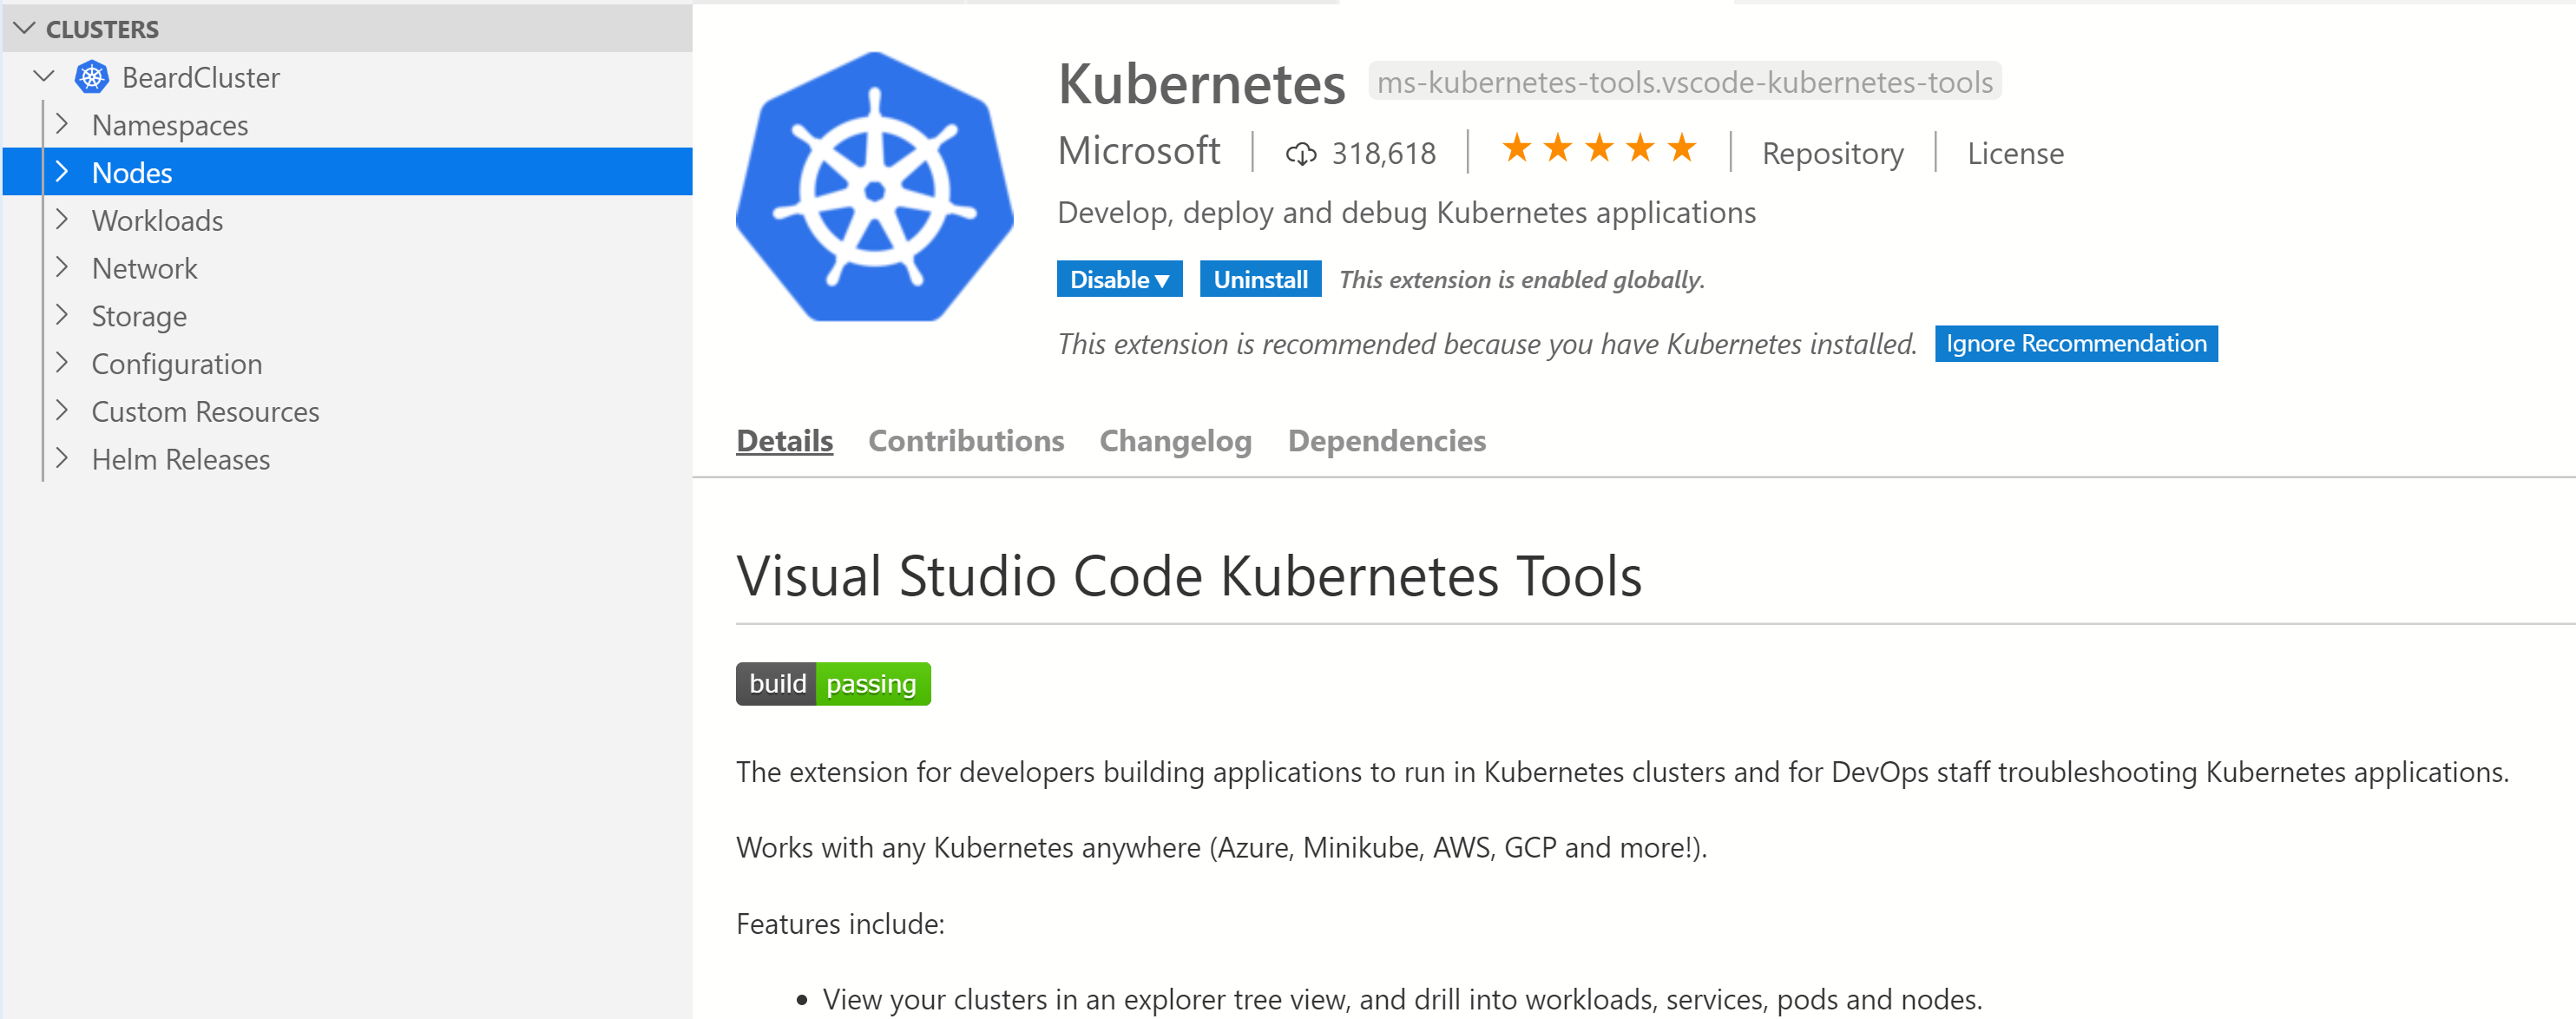 CLUSTERS
BeardCluster
Namespaces
Nodes
Workloads
Network
Storage
Configuration
Custom Resources
Helm Releases
Kubernetes ms-kubernetes-tools.vscode-kubernetes-tools
Microsoft 318,618 Repository License
Develop, deploy and debug Kubernetes applications
Disable Uninstall This extension is enabled globally.
This extension is recommended because you have Kubernetes installed. Ignore Recommendation
Details Contributions Changelog Dependencies
Visual Studio Code Kubernetes Tools
build passing
The extension for developers building applications to run in Kubernetes clusters and for DevOps staff troubleshooting Kubernetes applications.
Works with any Kubernetes anywhere (Azure, Minikube, AWS, GCP and more!).
Features include:
• View your clusters in an explorer tree view, and drill into workloads, services, pods and nodes.